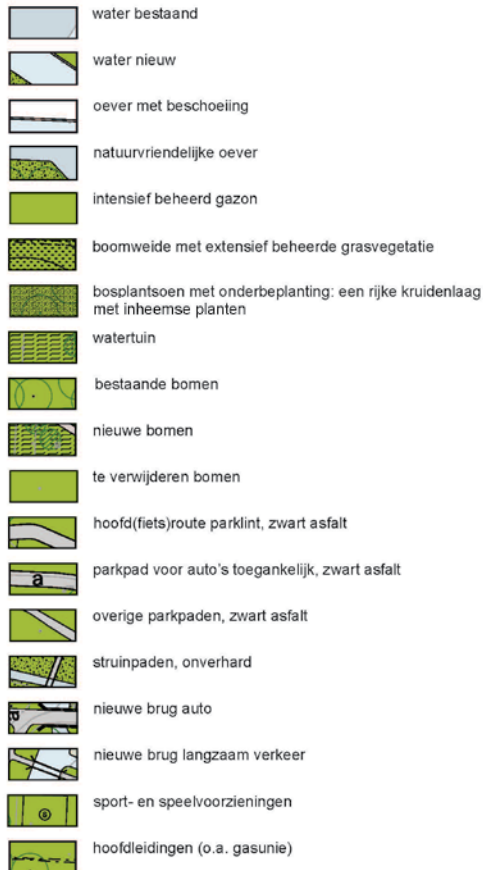 water bestaand
water nieuw
oever met beschoeiing
natuurvriendelijke oever
intensief beheerd gazon
boomweide met extensief beheerde grasvegetatie
bosplantsoen met onderbeplanting: een rijke kruidenlaag
met inheemse planten
watertuin
bestaande bomen
nieuwe bomen
te verwijderen bomen
hoofd(fiets)route parklint, zwart asfalt
a
parkpad voor auto's toegankelijk, zwart asfalt
overige parkpaden, zwart asfalt
struinpaden, onverhard
a
nieuwe brug auto
nieuwe brug langzaam verkeer
sport- en speelvoorzieningen
hoofdleidingen (o.a. gasunie)